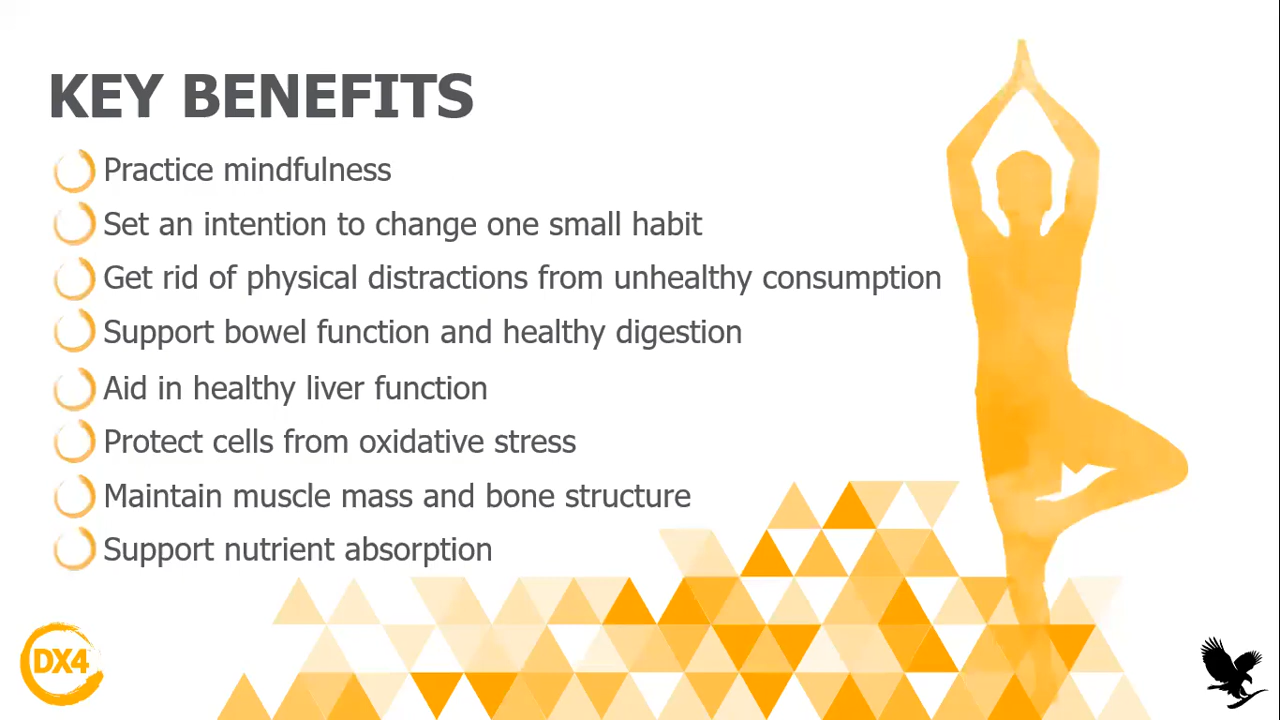 KEY BENEFITS
Practice mindfulness
Set an intention to change one small habit
Get rid of physical distractions from unhealthy consumption
Support bowel function and healthy digestion
Aid in healthy liver function
Protect cells from oxidative stress
Maintain muscle mass and bone structure
Support nutrient absorption
DX4